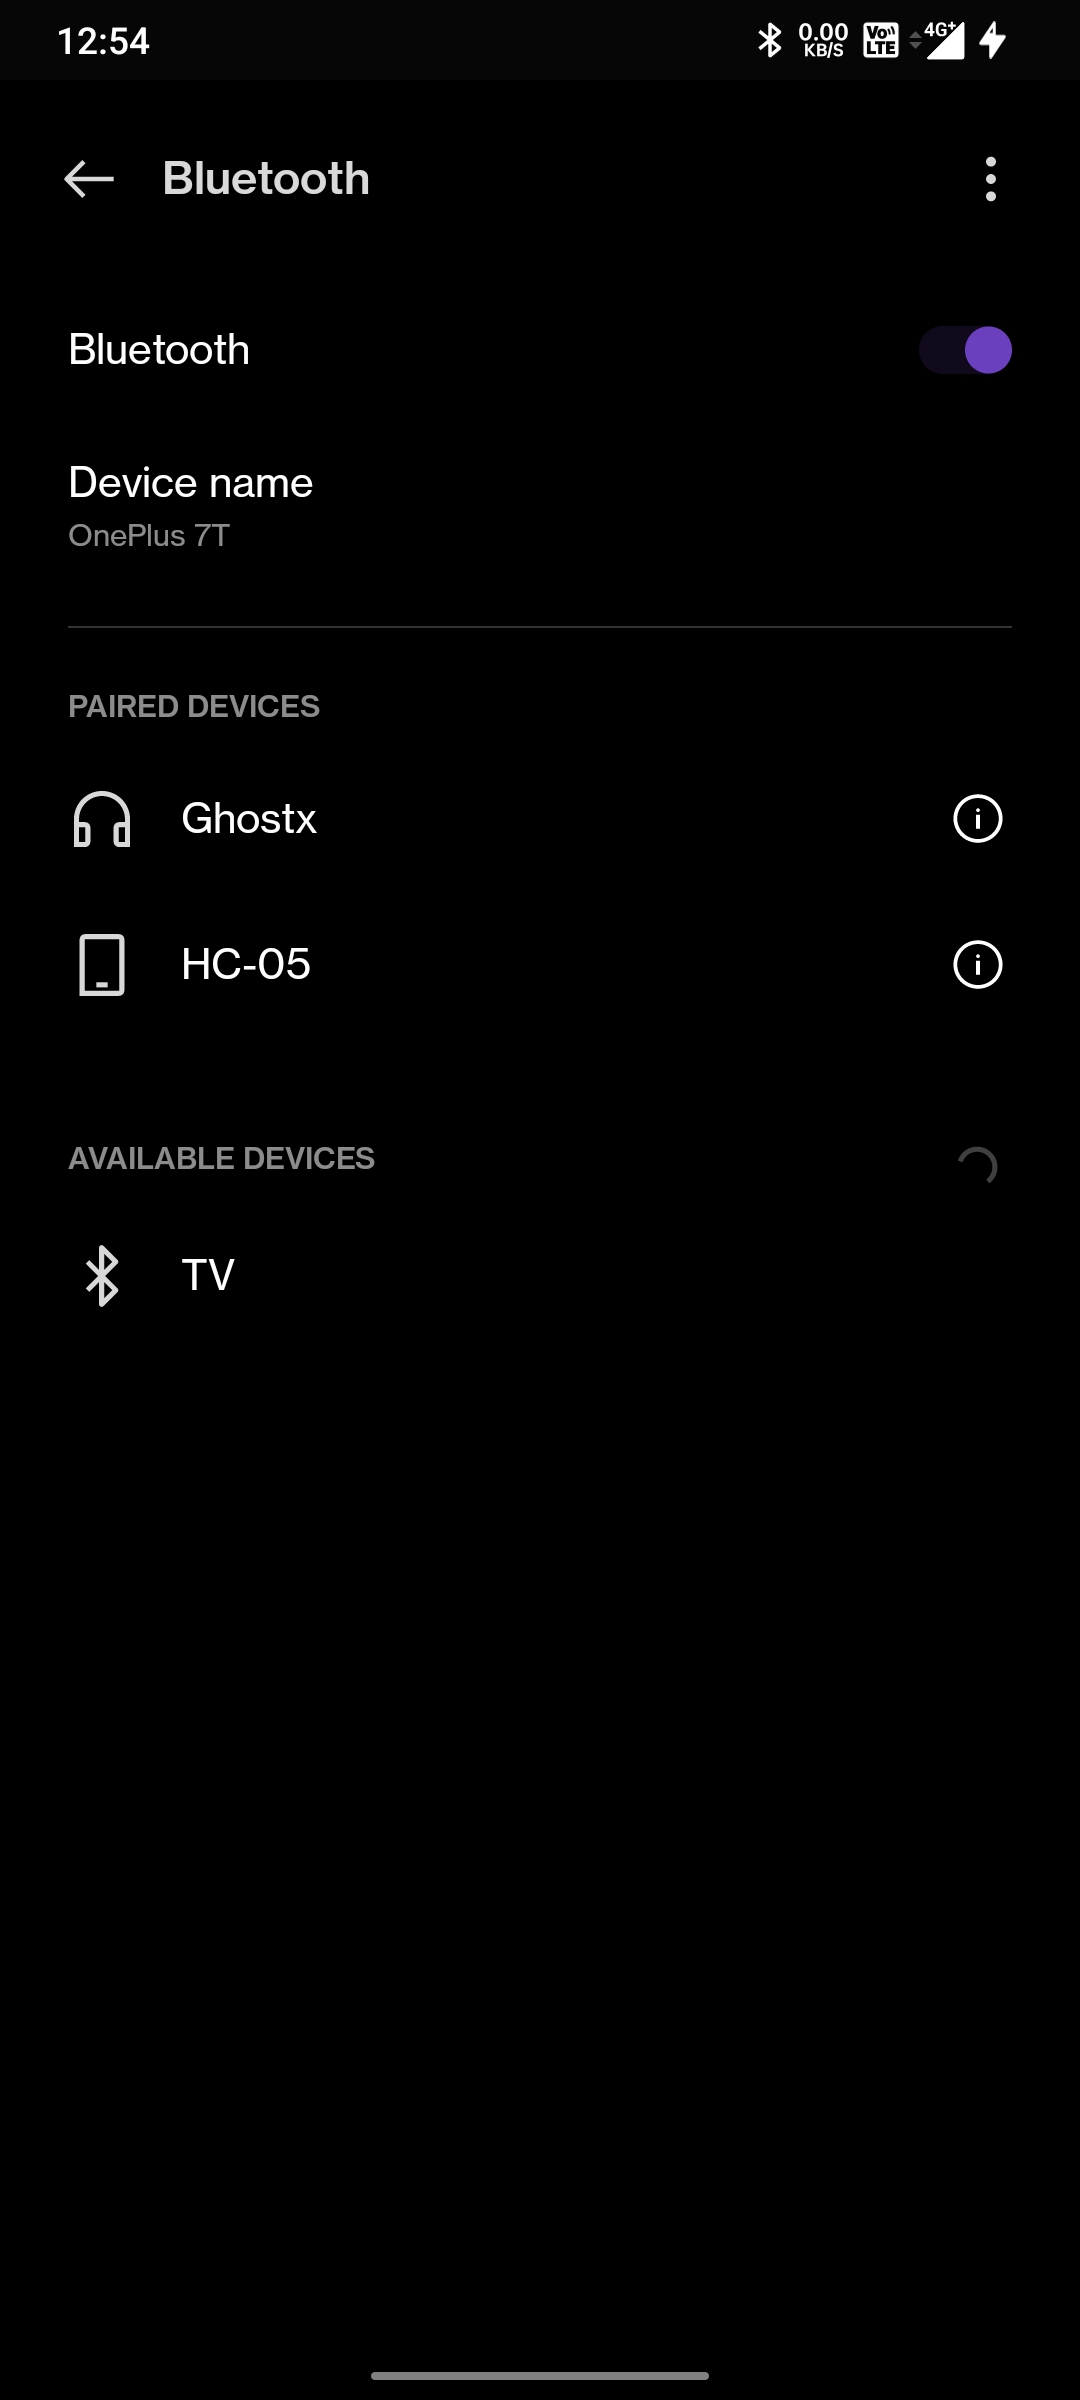 12:54
0.00
KB/S
Vo
LTE
4G+
Bluetooth
Bluetooth
Device name
OnePlus 7T
PAIRED DEVICES
Ghostx
HC-05
AVAILABLE DEVICES
TV